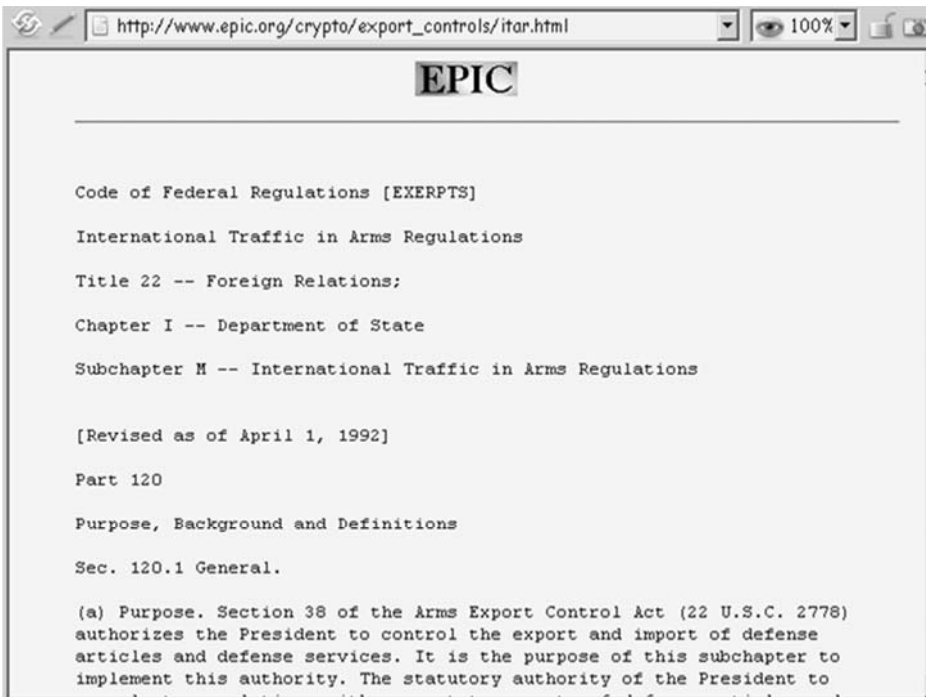 http://www.epic.org/crypto/export_controls/itar.html 100%
EPIC
Code of Federal Regulations [EXERPTS]
International Traffic in Arms Regulations
Title 22 -- Foreign Relations;
Chapter I -- Department of State
Subchapter M -- International Traffic in Arms Regulations
[Revised as of April 1, 1992]
Part 120
Purpose, Background and Definitions
Sec. 120.1 General.
(a) Purpose. Section 38 of the Arms Export Control Act (22 U.S.C. 2778)
authorizes the President to control the export and import of defense
articles and defense services. It is the purpose of this subchapter to
implement this authority. The statutory authority of the President to